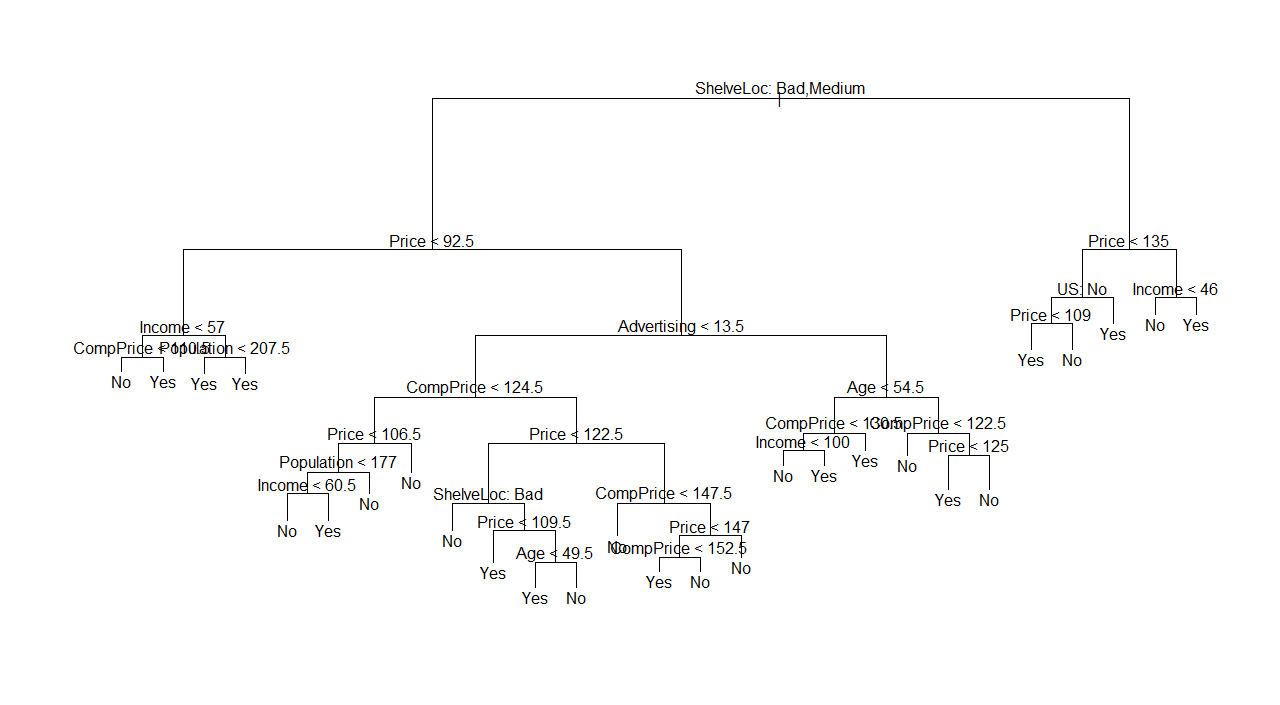 ShelveLoc: Bad,Medium
Price < 92.5
Price < 135
US: No
Income < 46
Price < 109
No
Yes
Yes
Yes
No
Income < 57
Advertising < 13.5
CompPrice < 110.5
Population < 207.5
No
Yes
Yes
Yes
CompPrice < 124.5
Age < 54.5
Price < 106.5
Price < 122.5
CompPrice < 130.5
CompPrice < 122.5
Population < 177
Income < 100
Price < 125
Yes
No
No
Yes
Income < 60.5
No
No
ShelveLoc: Bad
CompPrice < 147.5
Yes
No
No
Yes
Price < 109.5
Price < 147
No
Age < 49.5
No
CompPrice < 152.5
Yes
No
Yes
No
Yes
No